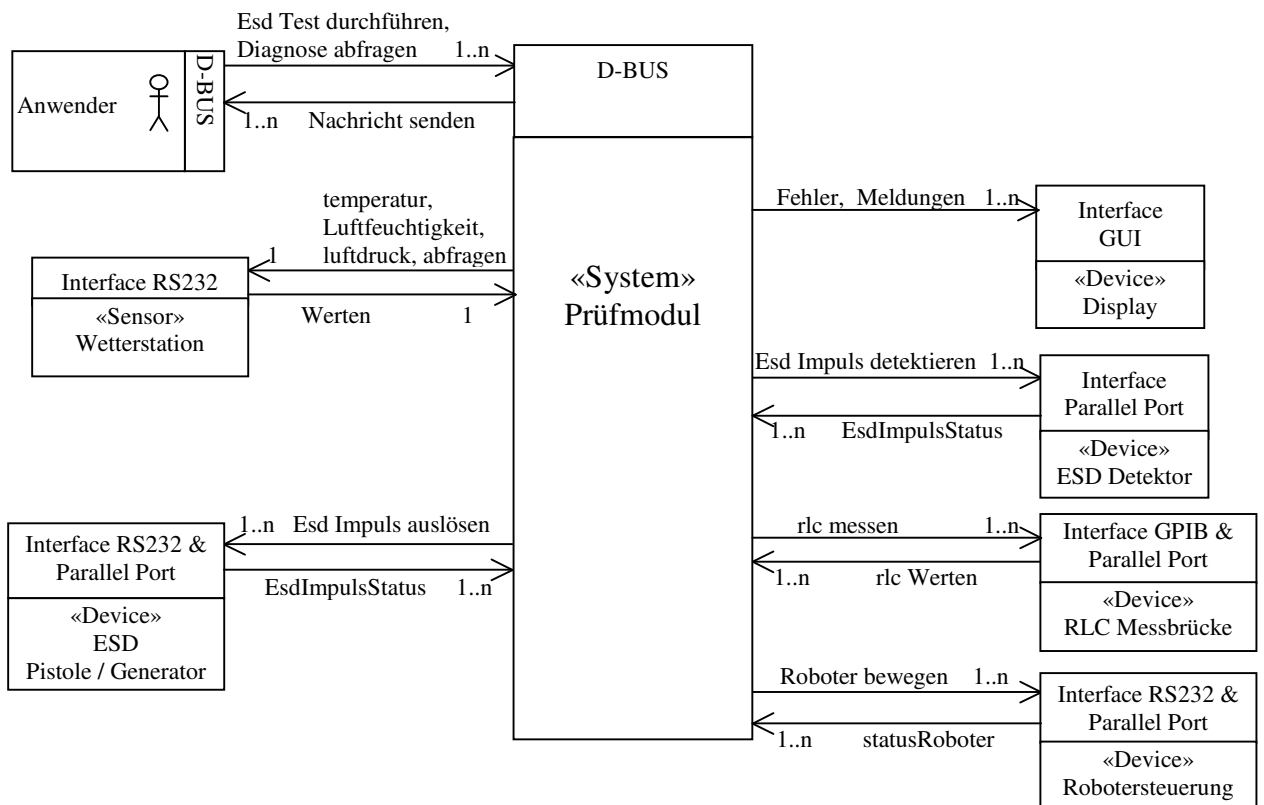 Esd Test durchführen,
Diagnose abfragen 1..n
Anwender
D-BUS
1..n Nachricht senden
D-BUS
«System»
Prüfmodul
temperatur,
Luftfeuchtigkeit,
1 luftdruck, abfragen
Interface RS232
«Sensor»
Wetterstation
Werten 1
1..n Esd Impuls auslösen
EsdImpulsStatus 1..n
Interface RS232 &
Parallel Port
«Device»
ESD
Pistole / Generator
Fehler, Meldungen 1..n
Interface
GUI
«Device»
Display
Esd Impuls detektieren 1..n
1..n EsdImpulsStatus
Interface
Parallel Port
«Device»
ESD Detektor
rlc messen 1..n
1..n rlc Werten
Interface GPIB &
Parallel Port
«Device»
RLC Messbrücke
Roboter bewegen 1..n
1..n statusRoboter
Interface RS232 &
Parallel Port
«Device»
Robotersteuerung